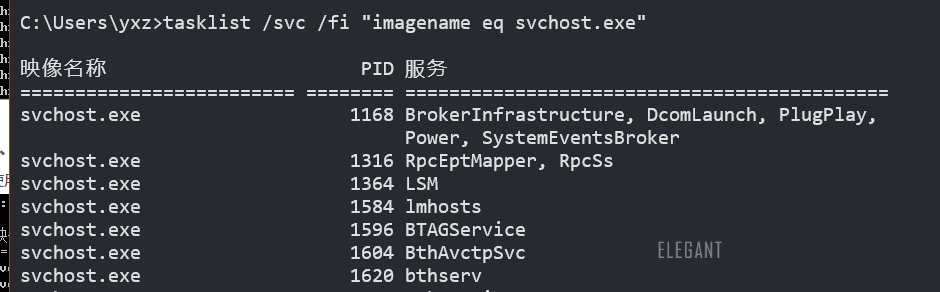 C:\Users\yxz>tasklist /svc /fi "imagename eq svchost.exe"
映像名称 PID 服务
========================= ======== ============================================
svchost.exe 1168 BrokerInfrastructure, DcomLaunch, PlugPlay,
Power, SystemEventsBroker
svchost.exe 1316 RpcEptMapper, RpcSs
svchost.exe 1364 LSM
svchost.exe 1584 lmhosts
svchost.exe 1596 BTAGService
svchost.exe 1604 BthAvctpSvc
ELEGANT
svchost.exe 1620 bthserv